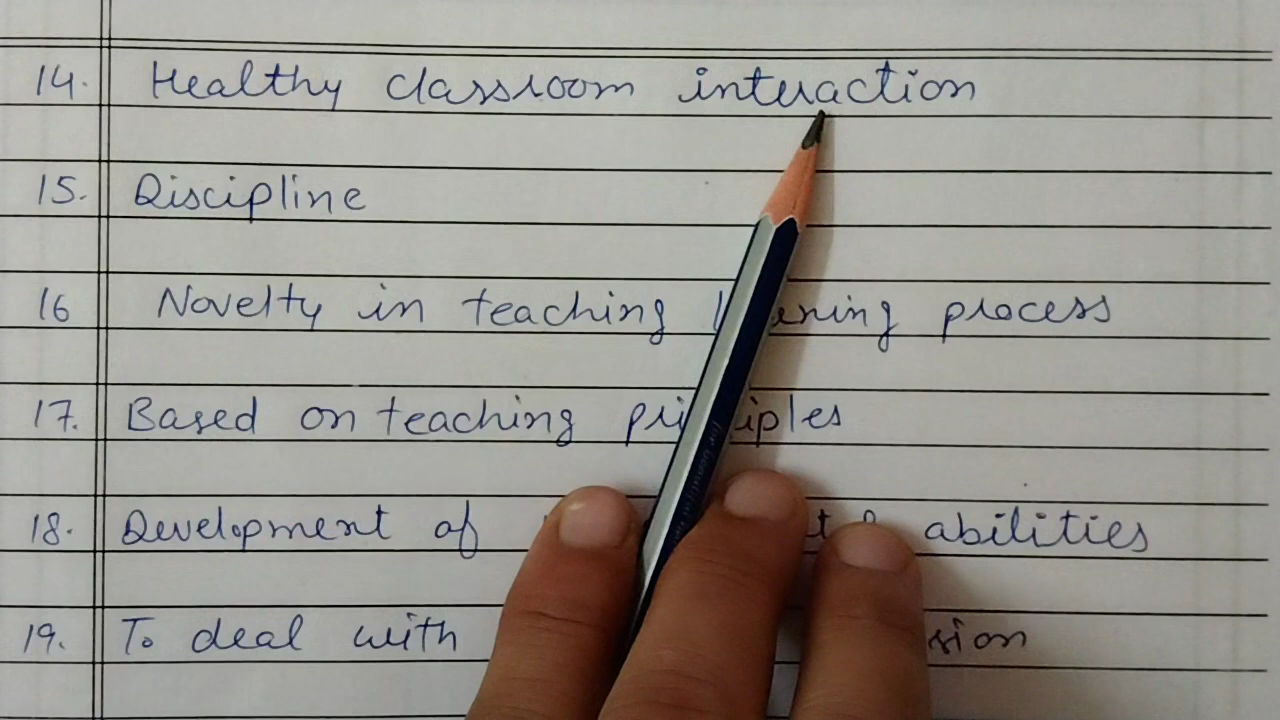 14. Healthy classroom interaction
15. Discipline
16 Novelty in teaching process
17. Based on teaching
18. Development of abilities
19. To deal with